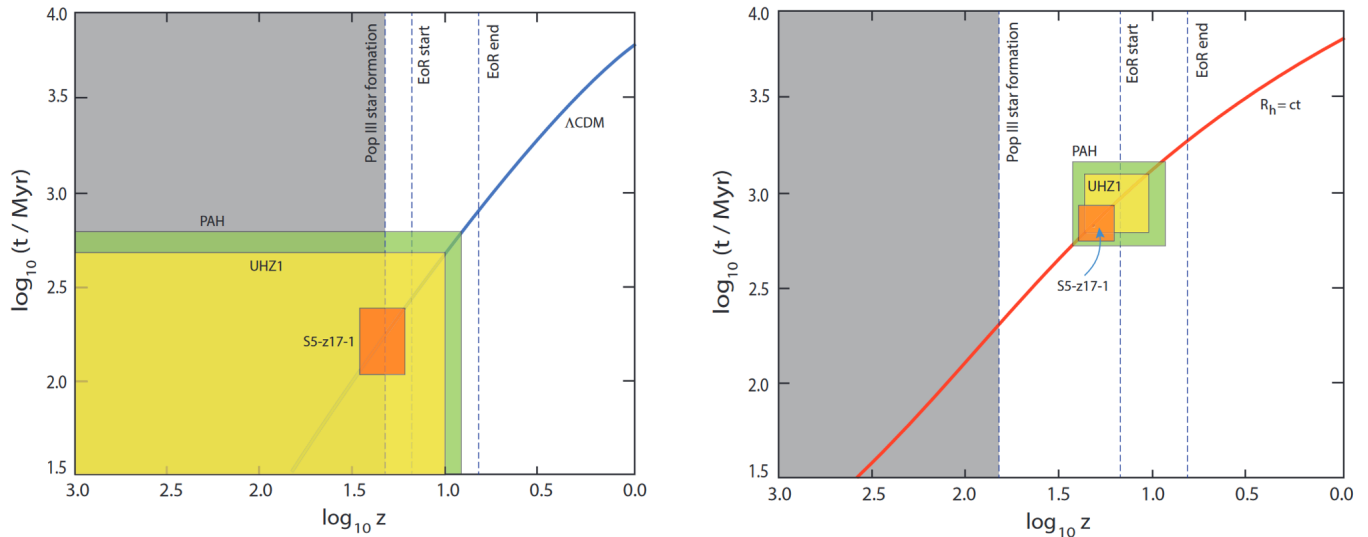 4.0
3.5
3.0
2.5
2.0
1.5
log₁₀ (t / Myr)
3.0
2.5
2.0
1.5
1.0
0.5
0.0
log₁₀ z
Pop III star formation
EoR start
EoR end
ΛCDM
PAH
UHZ1
S5-z17-1
4.0
3.5
3.0
2.5
2.0
1.5
log₁₀ (t / Myr)
3.0
2.5
2.0
1.5
1.0
0.5
0.0
log₁₀ z
Pop III star formation
EoR start
EoR end
Rₕ = ct
PAH
UHZ1
S5-z17-1